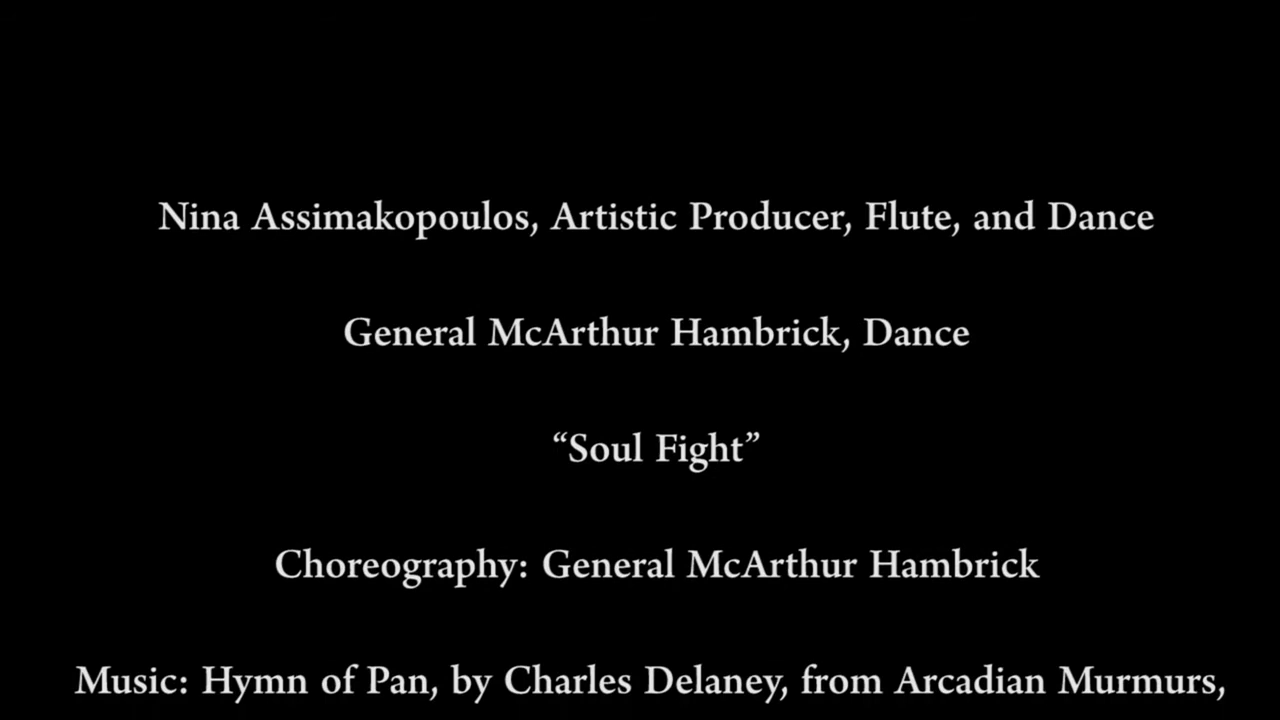 Nina Assimakopoulos, Artistic Producer, Flute, and Dance
General McArthur Hambrick, Dance
“Soul Fight”
Choreography: General McArthur Hambrick
Music: Hymn of Pan, by Charles Delaney, from Arcadian Murmurs,